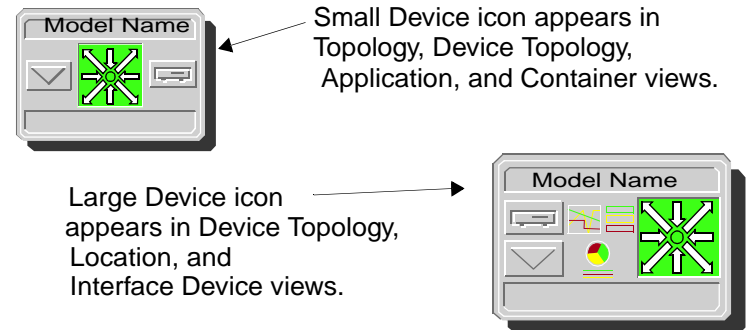 Model Name
Small Device icon appears in
Topology, Device Topology,
Application, and Container views.
Large Device icon
appears in Device Topology,
Location, and
Interface Device views.
Model Name